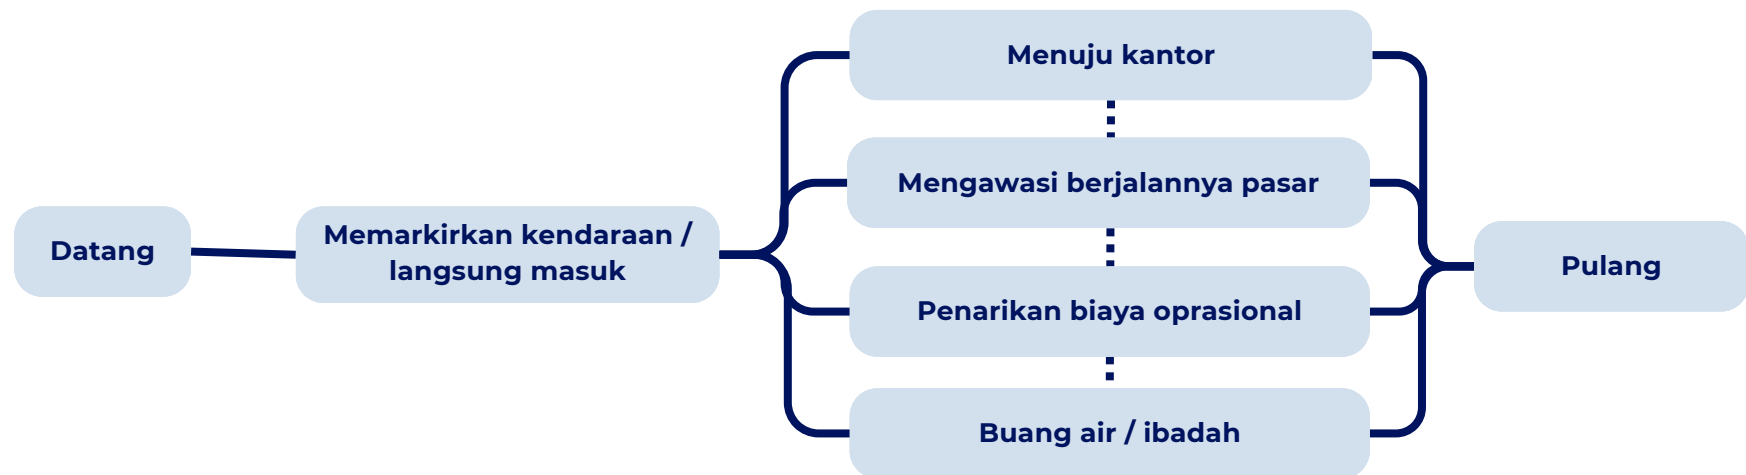 Datang
Memarkirkan kendaraan /
langsung masuk
Menuju kantor
Mengawasi berjalannya pasar
Penarikan biaya oprasional
Buang air / ibadah
Pulang